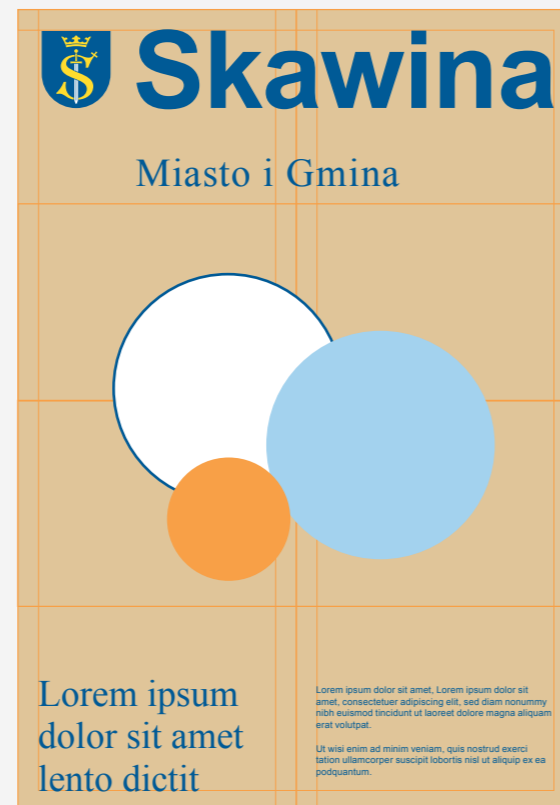 Skawina
Miasto i Gmina
Lorem ipsum
dolor sit amet
lento dictit
Lorem ipsum dolor sit amet, Lorem ipsum dolor sit
amet, consectetuer adipiscing elit, sed diam nonummy
nibh euismod tincidunt ut laoreet dolore magna aliquam
erat volutpat.
Ut wisi enim ad minim veniam, quis nostrud exerci
tation ullamcorper suscipit lobortis nisl ut aliquip ex ea
podquantum.